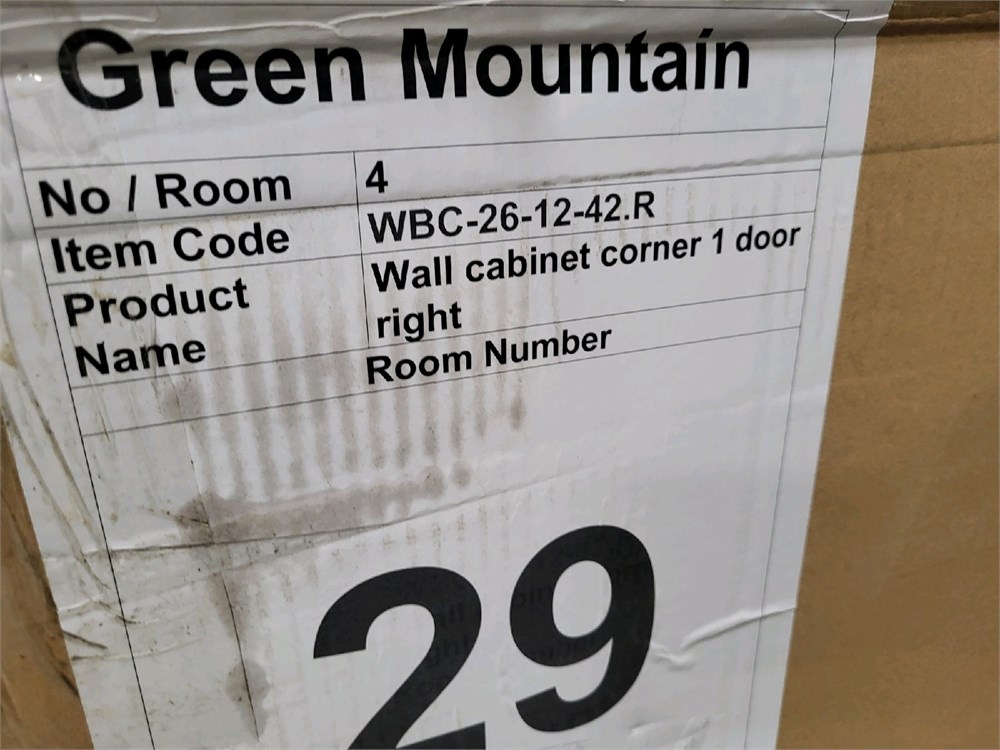 Green Mountain
No / Room 4
Item Code WBC-26-12-42.R
Product Name Wall cabinet corner 1 door
right
Room Number
29